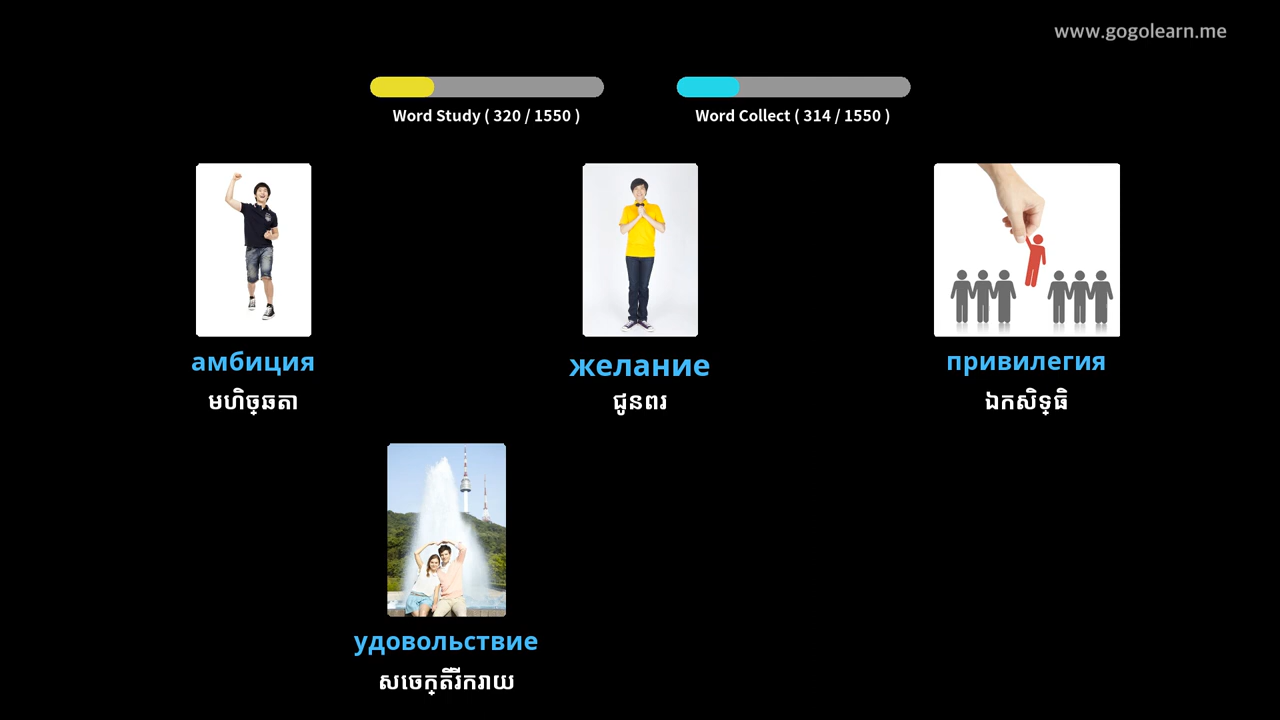 www.gogolearn.me
Word Study ( 320 / 1550 )
Word Collect ( 314 / 1550 )
амбиция
មហិច្ឆតា
желание
ជូនពរ
привилегия
ឯកសិទ្ធិ
удовольствие
សេចក្តីរីករាយ